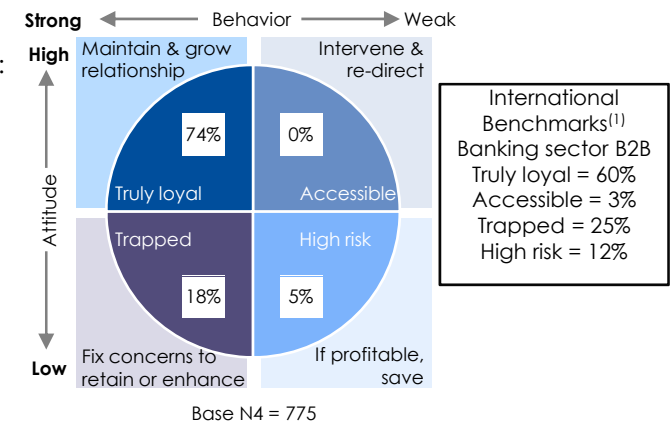 Strong Behavior Weak
High
:
Maintain & grow
relationship
Intervene &
re-direct
74%
0%
Truly loyal
Accessible
Attitude
Trapped
High risk
18%
5%
Low
Fix concerns to
retain or enhance
If profitable,
save
Base N4 = 775
International
Benchmarks(1)
Banking sector B2B
Truly loyal = 60%
Accessible = 3%
Trapped = 25%
High risk = 12%